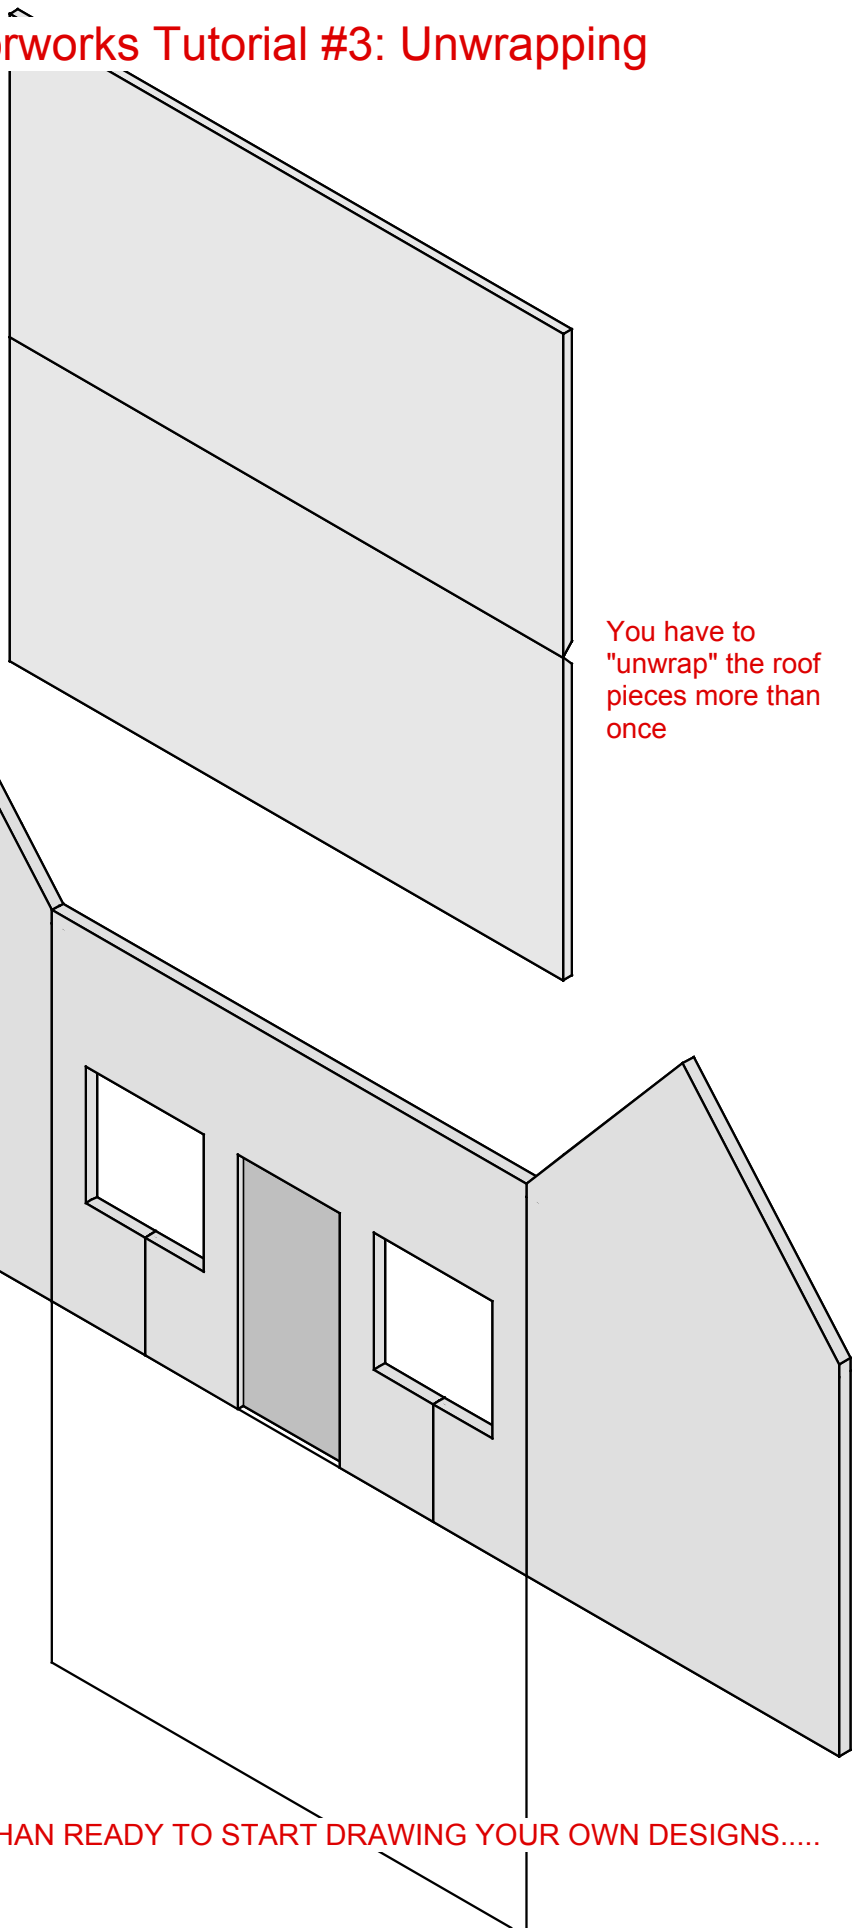 rworks Tutorial #3: Unwrapping
You have to
"unwrap" the roof
pieces more than
once
HAN READY TO START DRAWING YOUR OWN DESIGNS.....